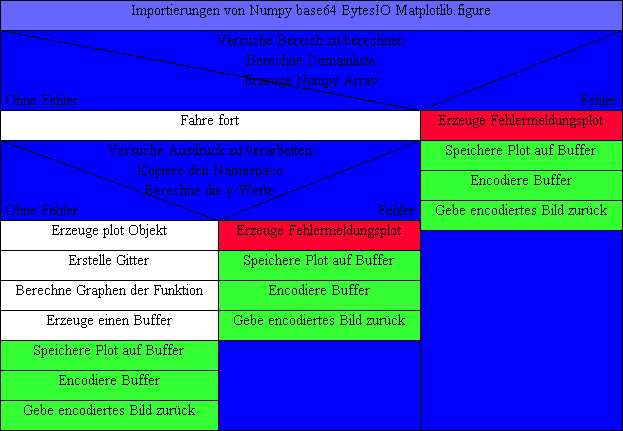 Importierungen von Numpy base64 BytesIO Matplotlib.figure
Versuche Bereich zu berechnen
Berechne Domainliste
Erzeuge Numpy Array
Ohne Fehler
Fehler
Fahre fort
Erzeuge Fehlermeldungsplot
Versuche Ausdruck zu verarbeiten
Speichere Plot auf Buffer
Kopiere den Namespace
Encodiere Buffer
Berechne die y-Werte
Ohne Fehler
Fehler
Gebe encodiertes Bild zurück
Erzeuge plot Objekt
Erzeuge Fehlermeldungsplot
Erstelle Gitter
Speichere Plot auf Buffer
Berechne Graphen der Funktion
Encodiere Buffer
Erzeuge einen Buffer
Gebe encodiertes Bild zurück
Speichere Plot auf Buffer
Encodiere Buffer
Gebe encodiertes Bild zurück